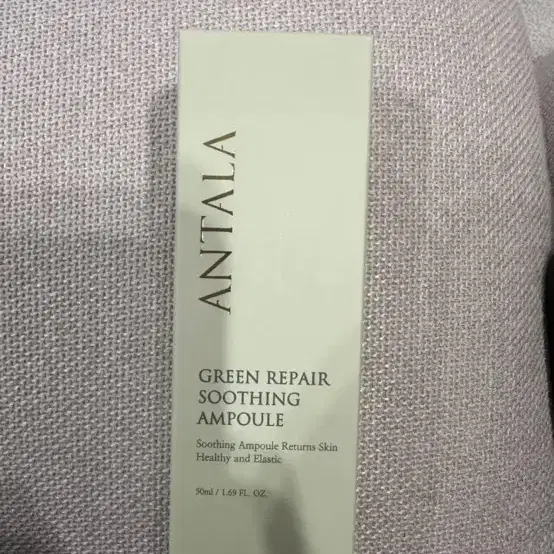 ANTALA
GREEN REPAIR
SOOTHING
AMPOULE
Soothing Ampoule Returns Skin
Healthy and Elastic
50ml / 1.69 FL. OZ.